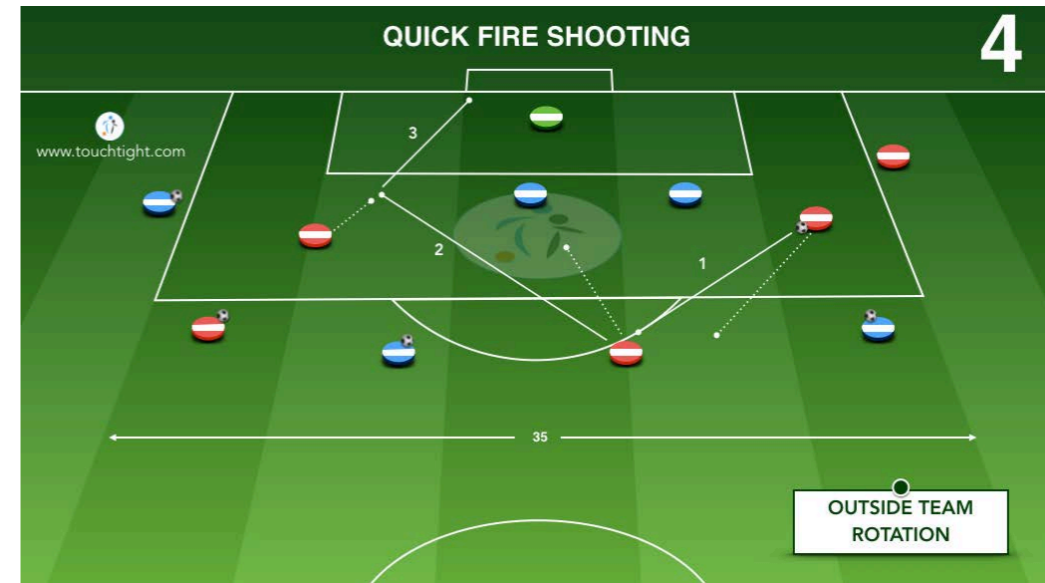 QUICK FIRE SHOOTING
4
www.touchtight.com
3
2
1
35
OUTSIDE TEAM
ROTATION